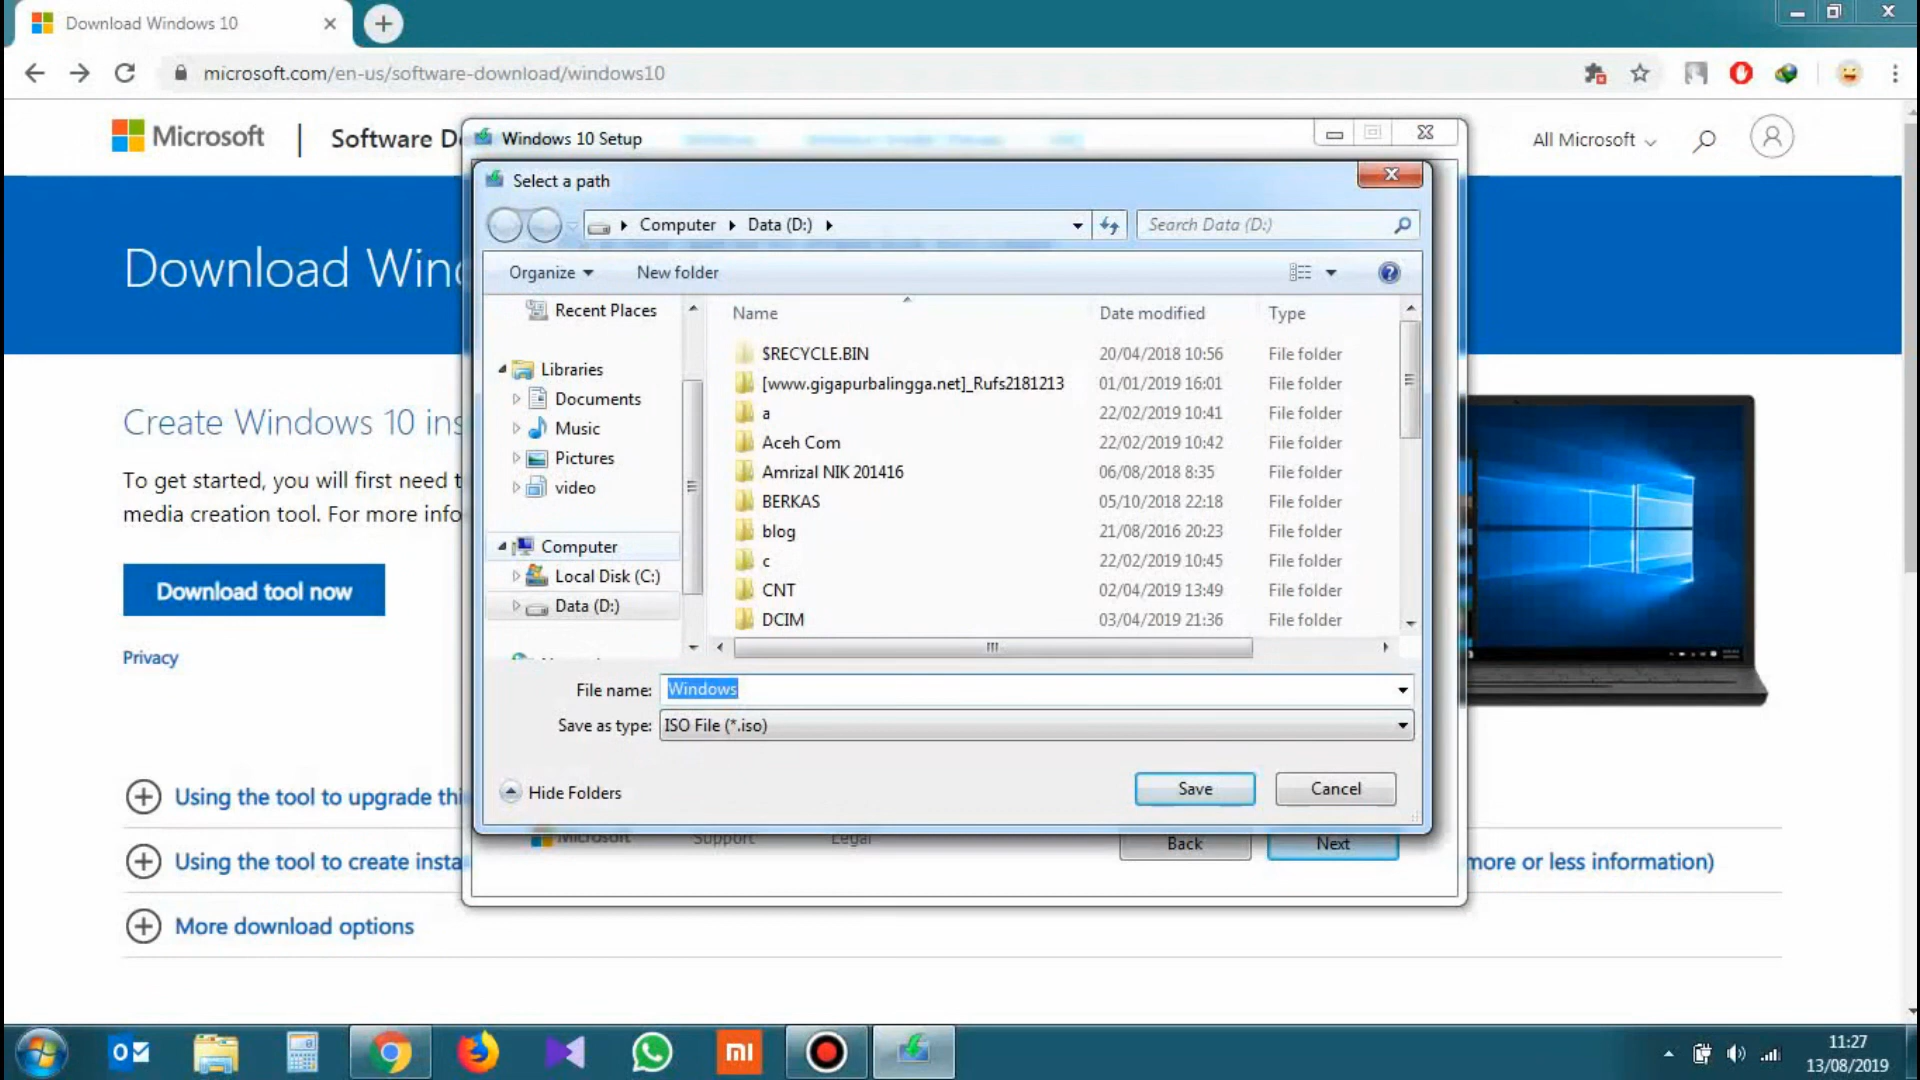 Download Windows 10
microsoft.com/en-us/software-download/windows10
Microsoft
Software D
All Microsoft
Windows 10 Setup
Select a path
Computer
Data (D:)
Search Data (D:)
Organize
New folder
Download Wind
Recent Places
Libraries
Documents
Music
Pictures
video
Computer
Local Disk (C:)
Data (D:)
Name
Date modified
Type
$RECYCLE.BIN 20/04/2018 10:56 File folder
[www.gigapurbalingga.net]_Rufs2181213 01/01/2019 16:01 File folder
a 22/02/2019 10:41 File folder
Aceh Com 22/02/2019 10:42 File folder
Amrizal NIK 201416 06/08/2018 8:35 File folder
BERKAS 05/10/2018 22:18 File folder
blog 21/08/2016 20:23 File folder
c 22/02/2019 10:45 File folder
CNT 02/04/2019 13:49 File folder
DCIM 03/04/2019 21:36 File folder
File name: Windows
Save as type: ISO File (*.iso)
Hide Folders
Save
Cancel
Create Windows 10 ins
To get started, you will first need t
media creation tool. For more info
Download tool now
Privacy
Using the tool to upgrade thi
Microsoft
Support
Legal
Back
Next
Using the tool to create insta
more or less information)
More download options
mi
11:27
13/08/2019